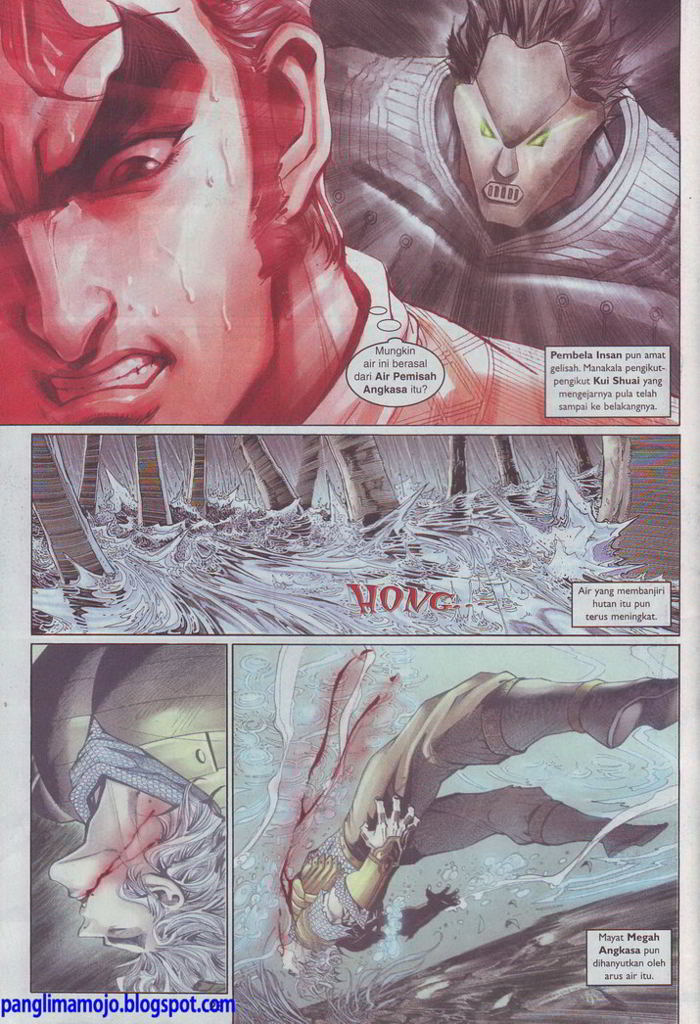 Mungkin
air ini berasal
dari Air Pemisah
Angkasa itu?
Pembela Insan pun amat
gelisah. Manakala pengikut-
pengikut Kui Shuai yang
mengejarnya pula telah
sampai ke belakangnya.
HONG..
Air yang membanjiri
hutan itu pun
terus meningkat.
Mayat Megah
Angkasa pun
dihanyutkan oleh
arus air itu.
panglimamojo.blogspot.com